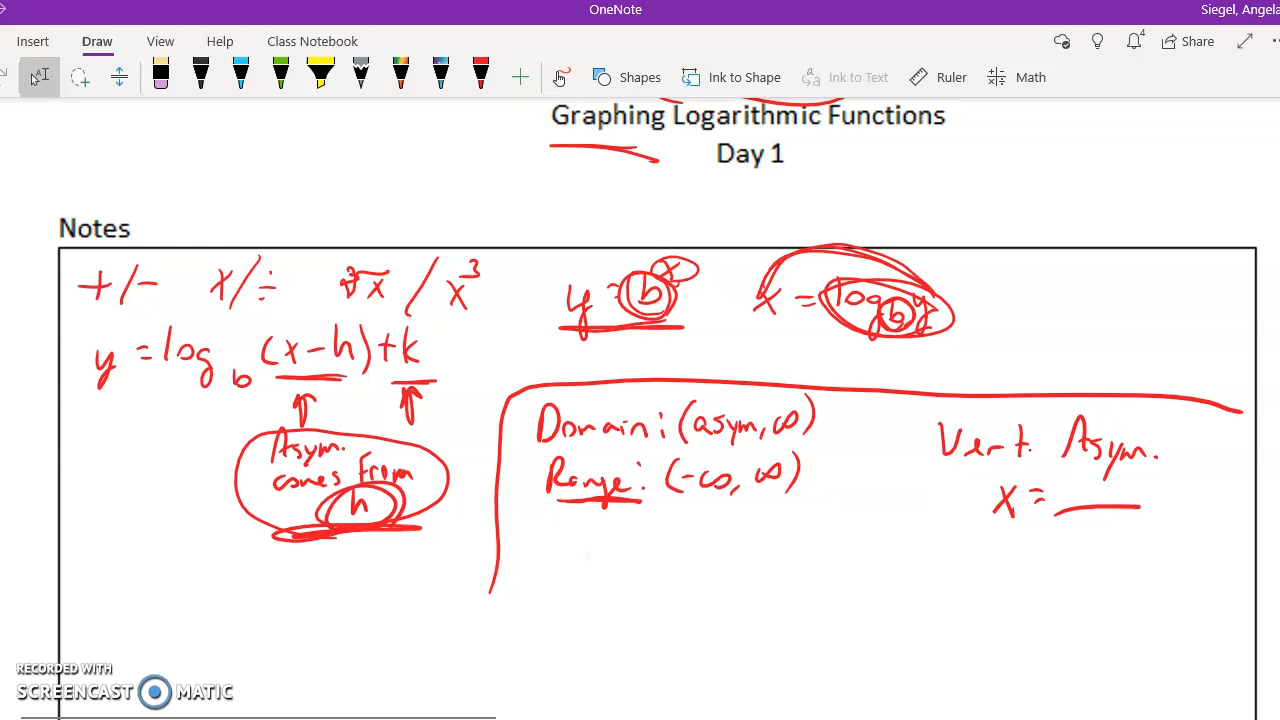 OneNote
Siegel, Angela
Insert Draw View Help Class Notebook
4 Share
Shapes Ink to Shape Ink to Text Ruler Math
Graphing Logarithmic Functions
Day 1
Notes
+/- x/÷ ∛x / x³ y = b^x x = log_b y
y = log_b (x-h) + k
Asym.
comes from
h
Domain: (asym, ∞)
Range: (-∞, ∞)
Vert. Asym.
x = __
RECORDED WITH
SCREENCAST MATIC